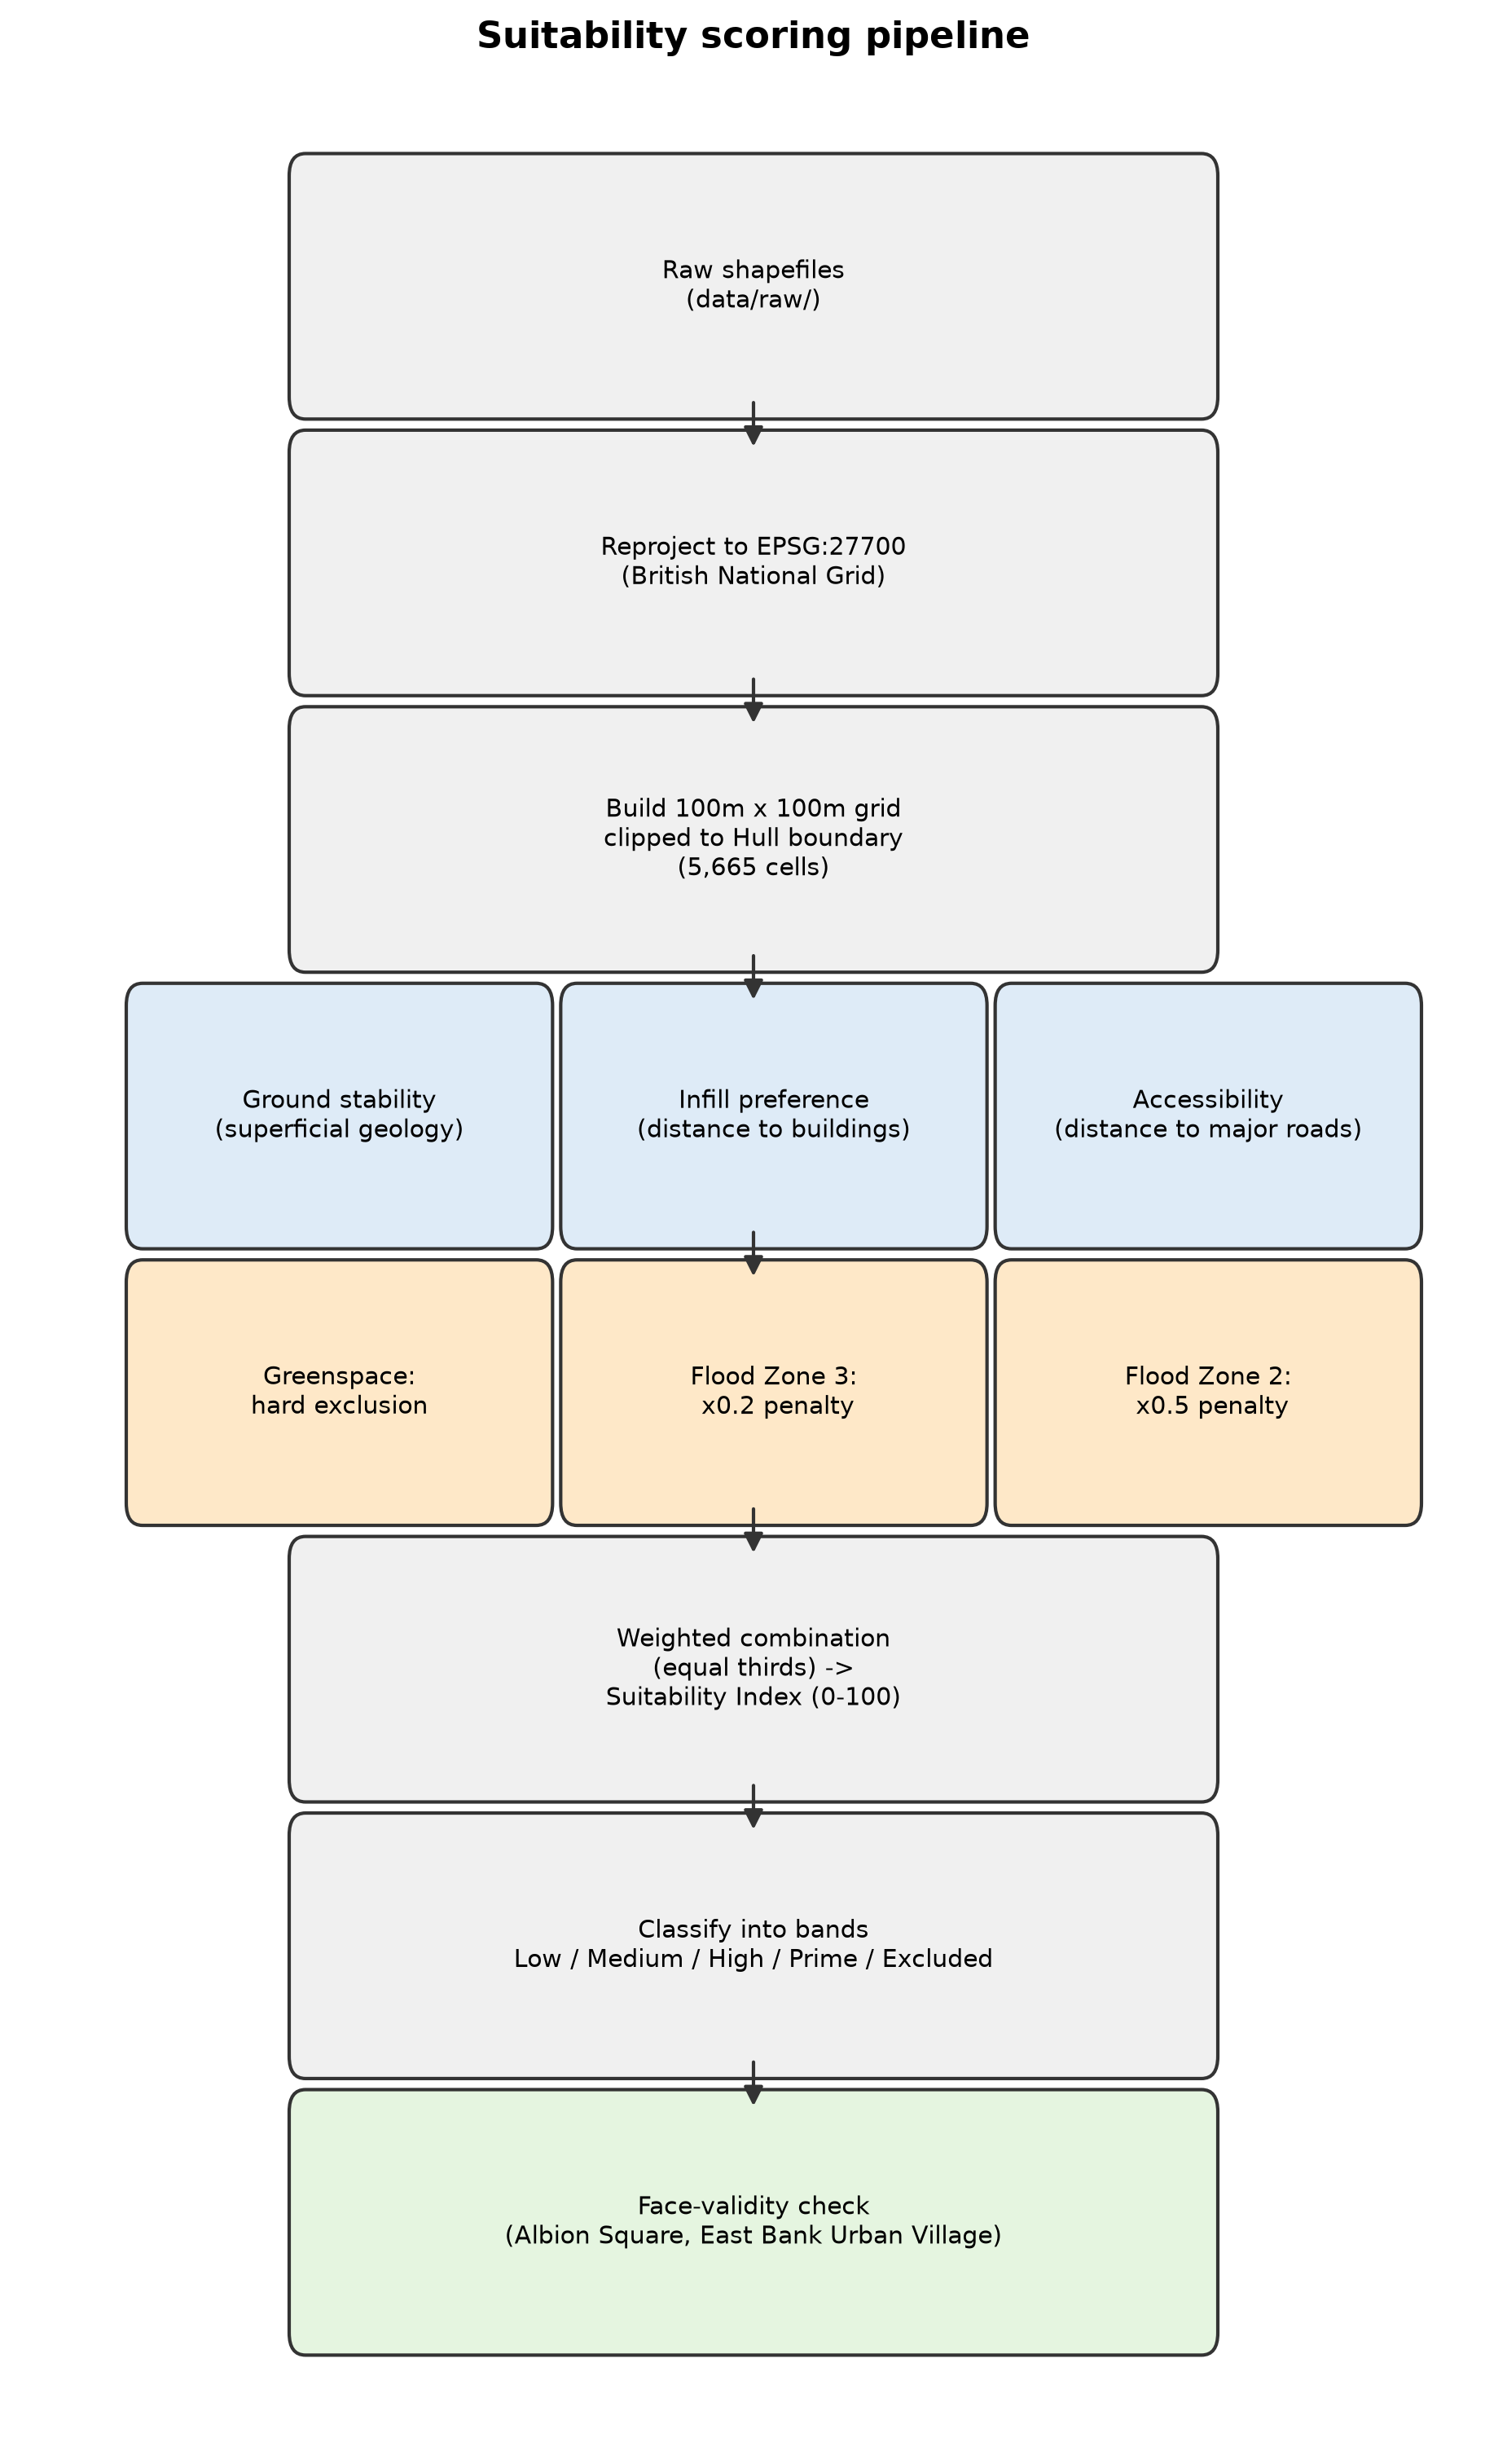 Suitability scoring pipeline
Raw shapefiles
(data/raw/)
Reproject to EPSG:27700
(British National Grid)
Build 100m x 100m grid
clipped to Hull boundary
(5,665 cells)
Ground stability
(superficial geology)
Infill preference
(distance to buildings)
Accessibility
(distance to major roads)
Greenspace:
hard exclusion
Flood Zone 3:
x0.2 penalty
Flood Zone 2:
x0.5 penalty
Weighted combination
(equal thirds) ->
Suitability Index (0-100)
Classify into bands
Low / Medium / High / Prime / Excluded
Face-validity check
(Albion Square, East Bank Urban Village)